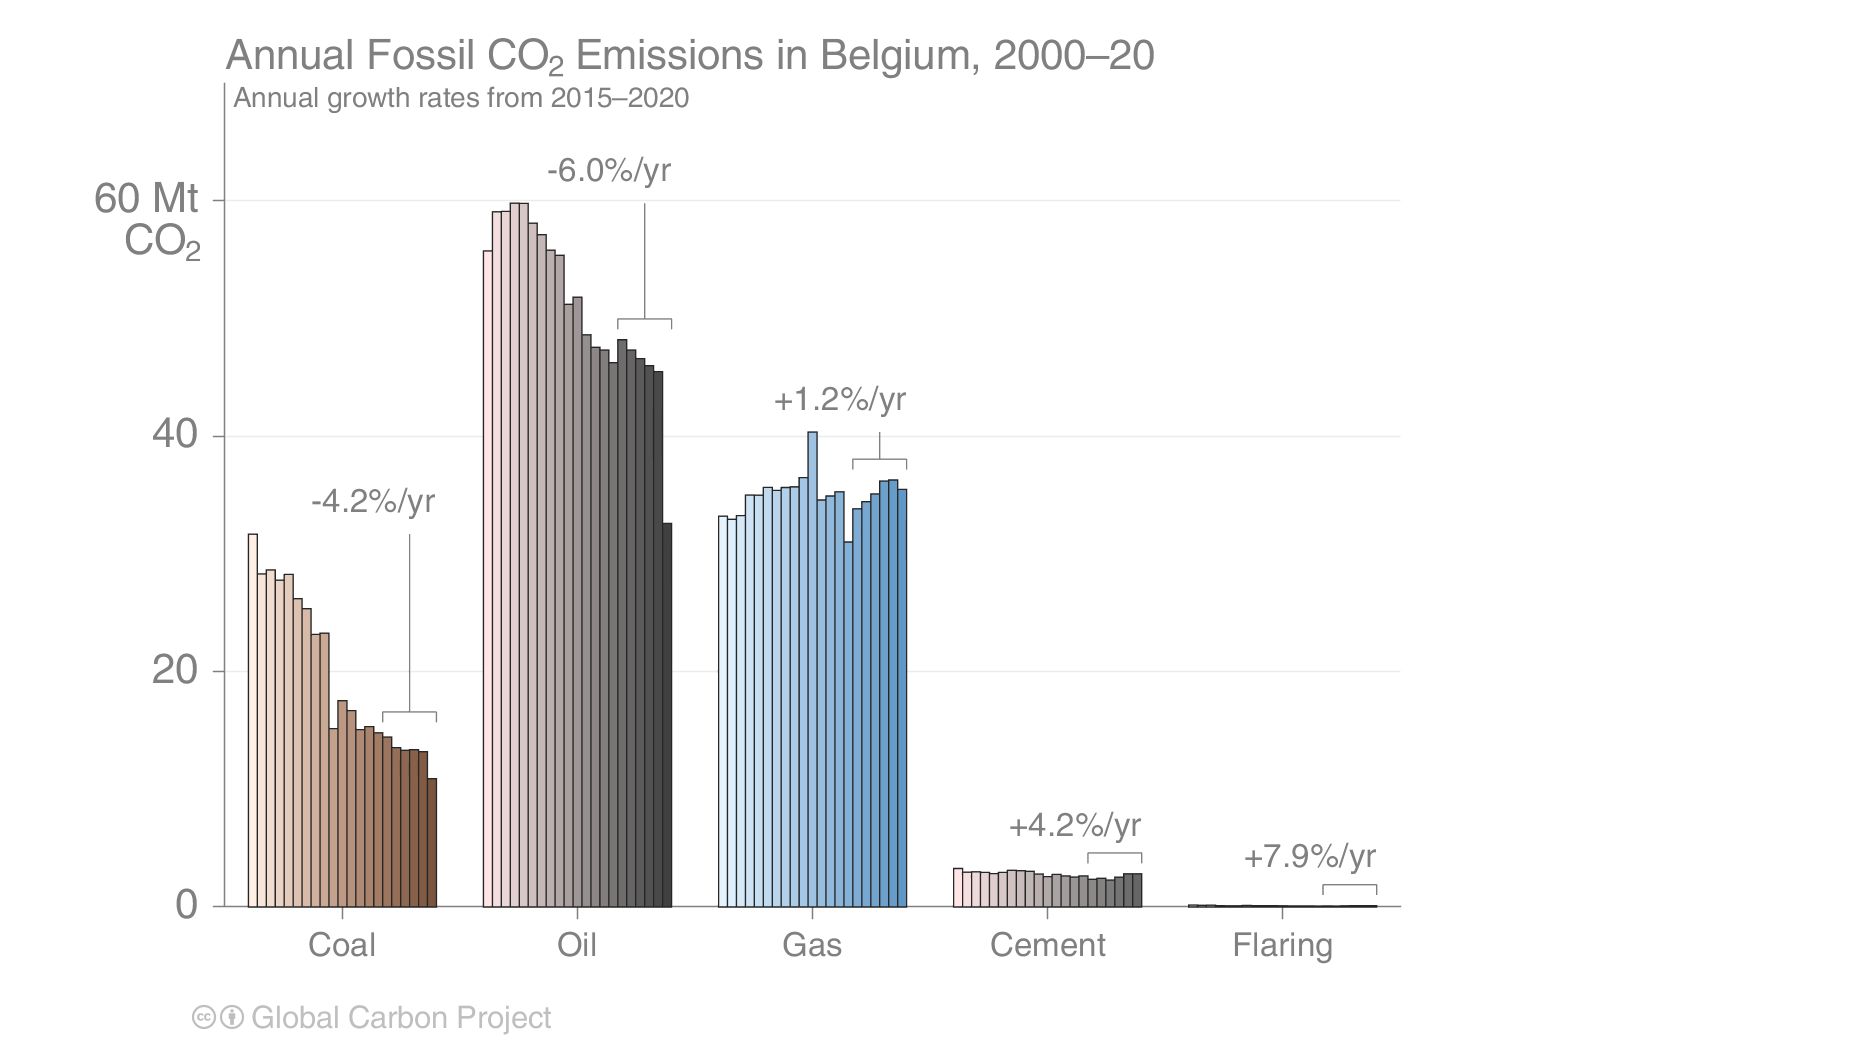 Annual Fossil CO₂ Emissions in Belgium, 2000–20
Annual growth rates from 2015–2020
-6.0%/yr
60 Mt
CO₂
+1.2%/yr
40
-4.2%/yr
20
+4.2%/yr
+7.9%/yr
0
Coal
Oil
Gas
Cement
Flaring
cc Global Carbon Project